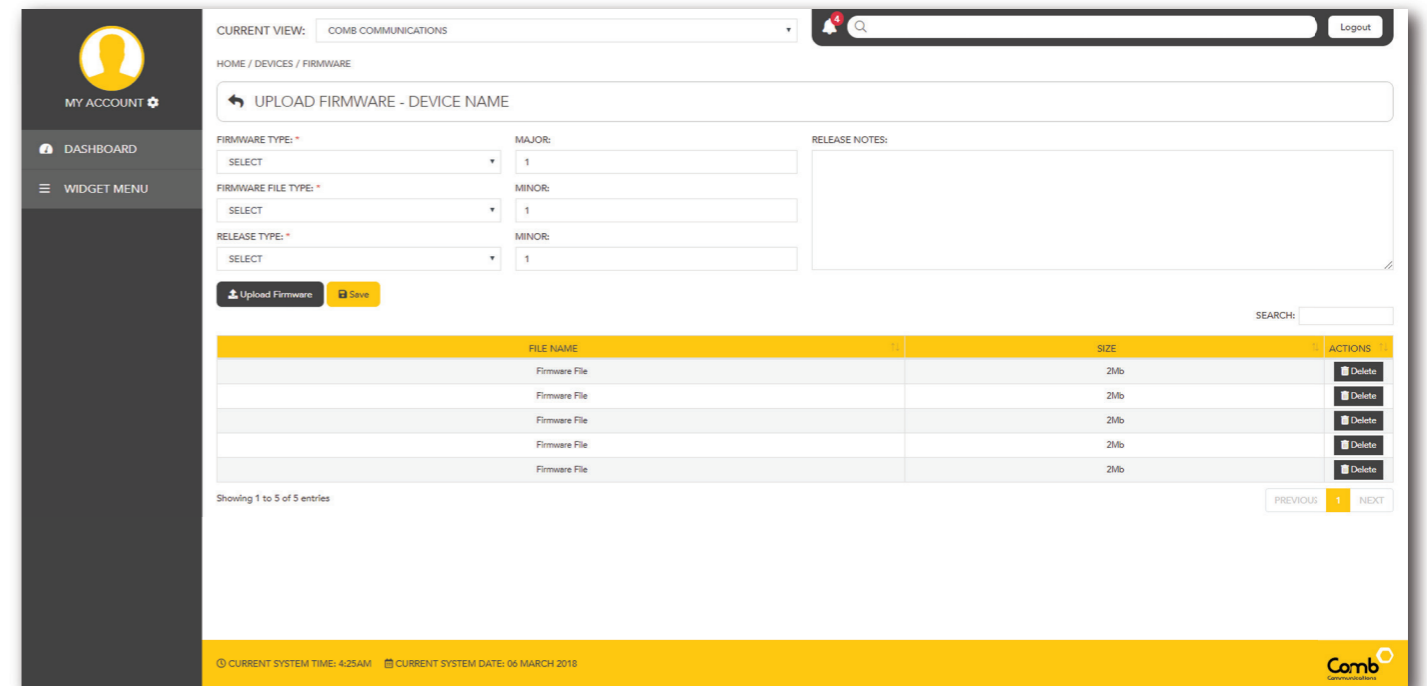 MY ACCOUNT
DASHBOARD
WIDGET MENU
CURRENT VIEW: COMB COMMUNICATIONS
4
Logout
HOME / DEVICES / FIRMWARE
UPLOAD FIRMWARE - DEVICE NAME
FIRMWARE TYPE: *
SELECT
FIRMWARE FILE TYPE: *
SELECT
RELEASE TYPE: *
SELECT
MAJOR:
1
MINOR:
1
MINOR:
1
RELEASE NOTES:
Upload Firmware Save
SEARCH:
FILE NAME SIZE ACTIONS
Firmware File 2Mb Delete
Firmware File 2Mb Delete
Firmware File 2Mb Delete
Firmware File 2Mb Delete
Firmware File 2Mb Delete
Showing 1 to 5 of 5 entries
PREVIOUS 1 NEXT
CURRENT SYSTEM TIME: 4:25AM CURRENT SYSTEM DATE: 06 MARCH 2018
Comb
Communications